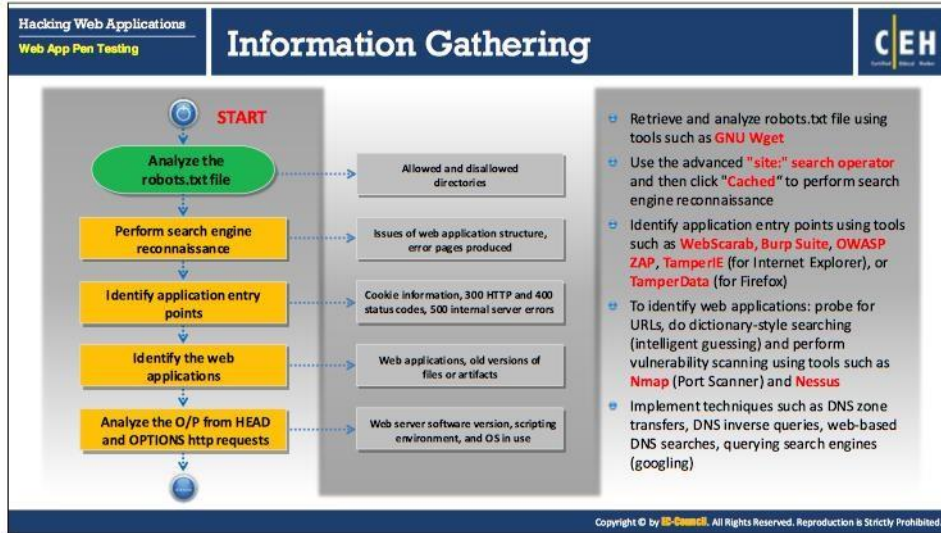 Hacking Web Applications
Web App Pen Testing
Information Gathering
CEH
Certified Ethical Hacker
START
Analyze the
robots.txt file
Allowed and disallowed
directories
Perform search engine
reconnaissance
Issues of web application structure,
error pages produced
Identify application entry
points
Cookie information, 300 HTTP and 400
status codes, 500 internal server errors
Identify the web
applications
Web applications, old versions of
files or artifacts
Analyze the O/P from HEAD
and OPTIONS http requests
Web server software version, scripting
environment, and OS in use
Retrieve and analyze robots.txt file using
tools such as GNU Wget
Use the advanced "site:" search operator
and then click "Cached" to perform search
engine reconnaissance
Identify application entry points using tools
such as WebScarab, Burp Suite, OWASP
ZAP, TamperIE (for Internet Explorer), or
TamperData (for Firefox)
To identify web applications: probe for
URLs, do dictionary-style searching
(intelligent guessing) and perform
vulnerability scanning using tools such as
Nmap (Port Scanner) and Nessus
Implement techniques such as DNS zone
transfers, DNS inverse queries, web-based
DNS searches, querying search engines
(googling)
Copyright © by EC-Council. All Rights Reserved. Reproduction is Strictly Prohibited.